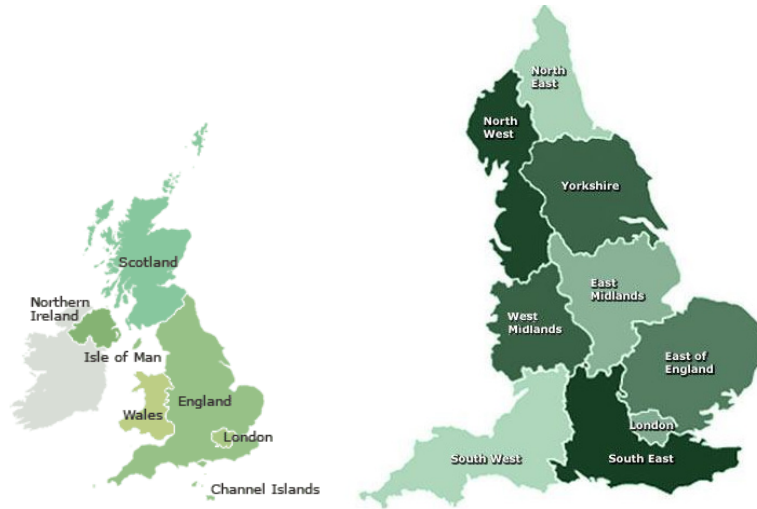 Scotland
Northern
Ireland
Isle of Man
England
Wales
London
Channel Islands
North
East
North
West
Yorkshire
East
Midlands
West
Midlands
East of
England
London
South West
South East